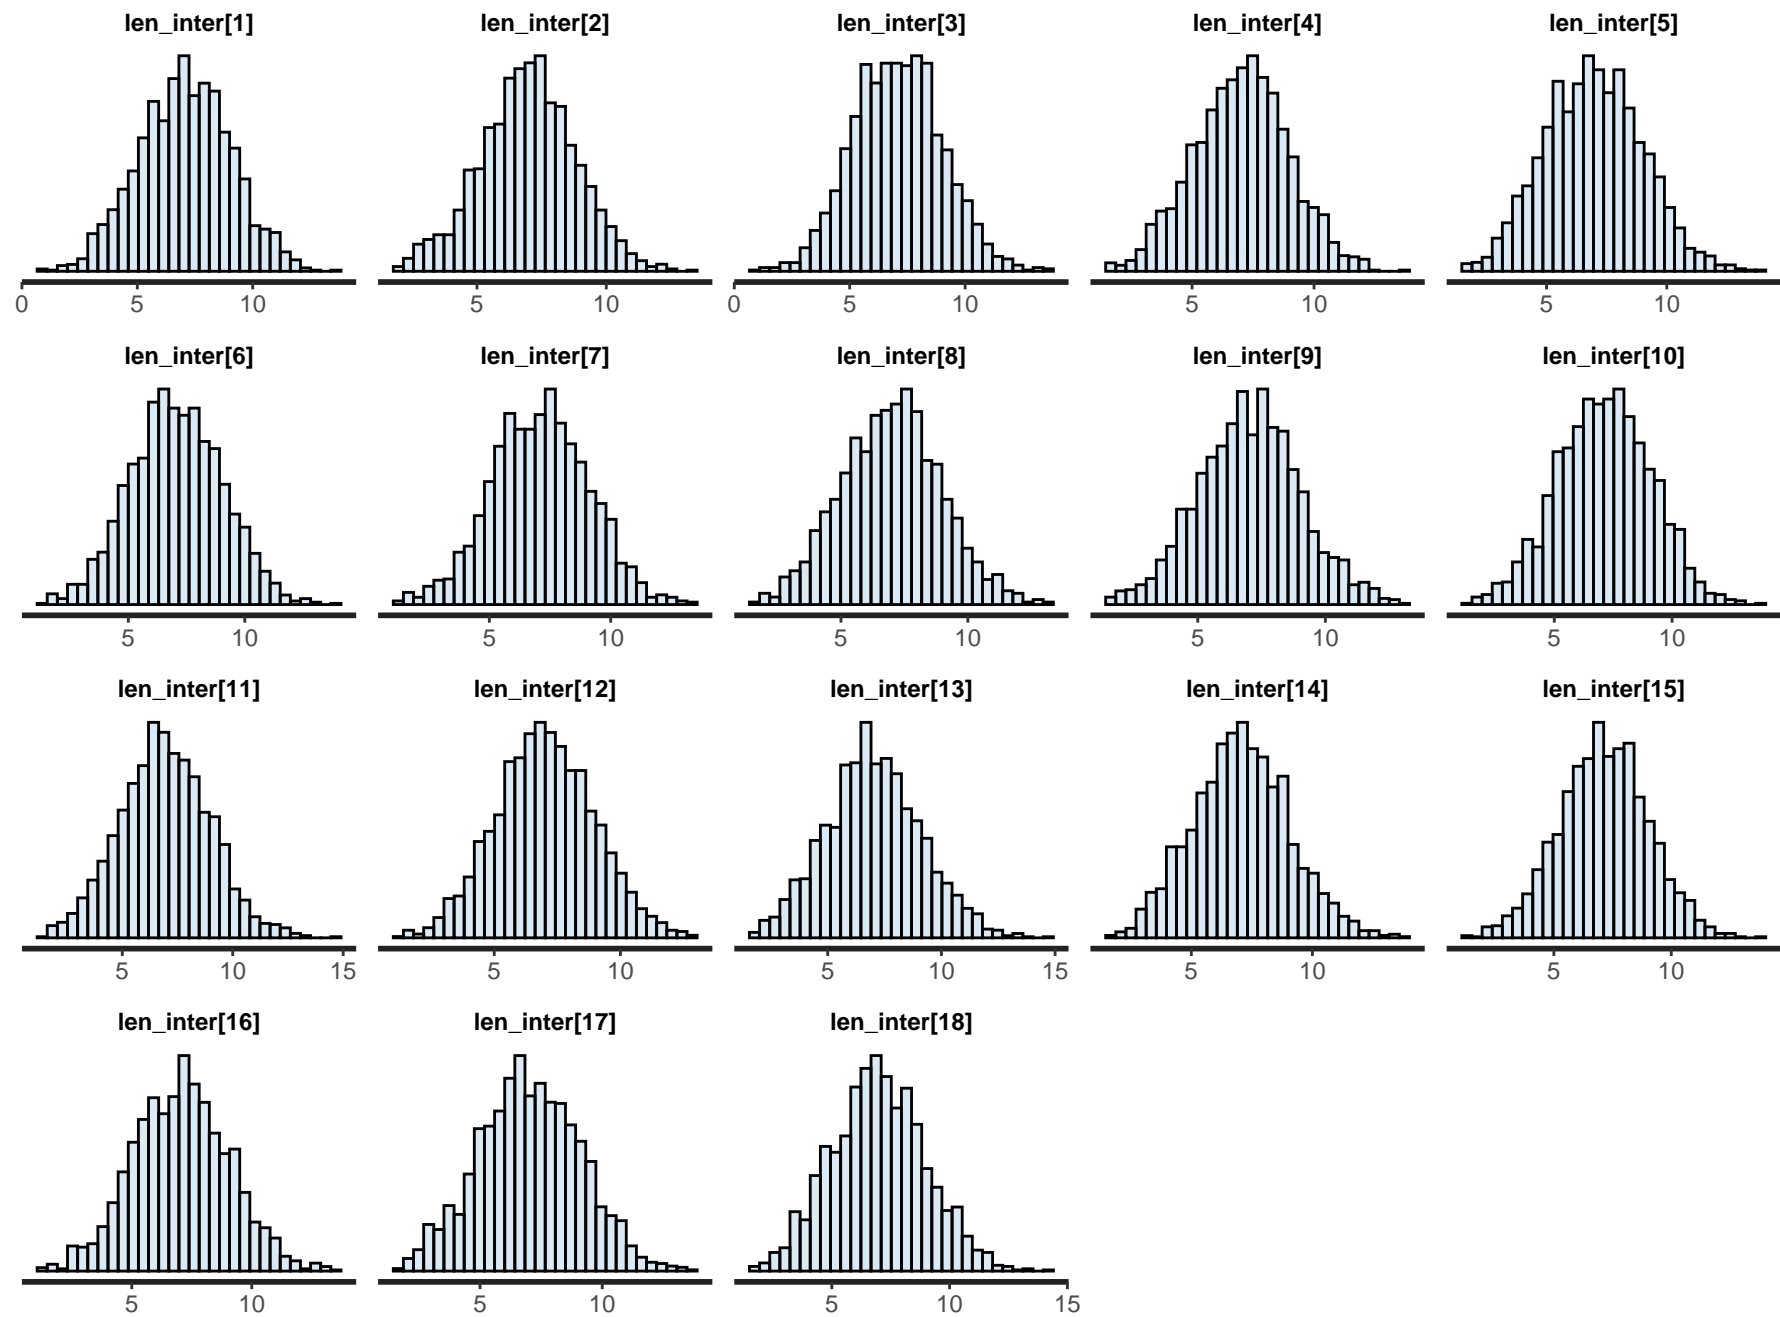 len_inter[1] len_inter[2] len_inter[3] len_inter[4] len_inter[5]
0 5 10 5 10 0 5 10 5 10 5 10
len_inter[6] len_inter[7] len_inter[8] len_inter[9] len_inter[10]
5 10 5 10 5 10 5 10 5 10
len_inter[11] len_inter[12] len_inter[13] len_inter[14] len_inter[15]
5 10 15 5 10 5 10 15 5 10 5 10
len_inter[16] len_inter[17] len_inter[18]
5 10 5 10 5 10 15